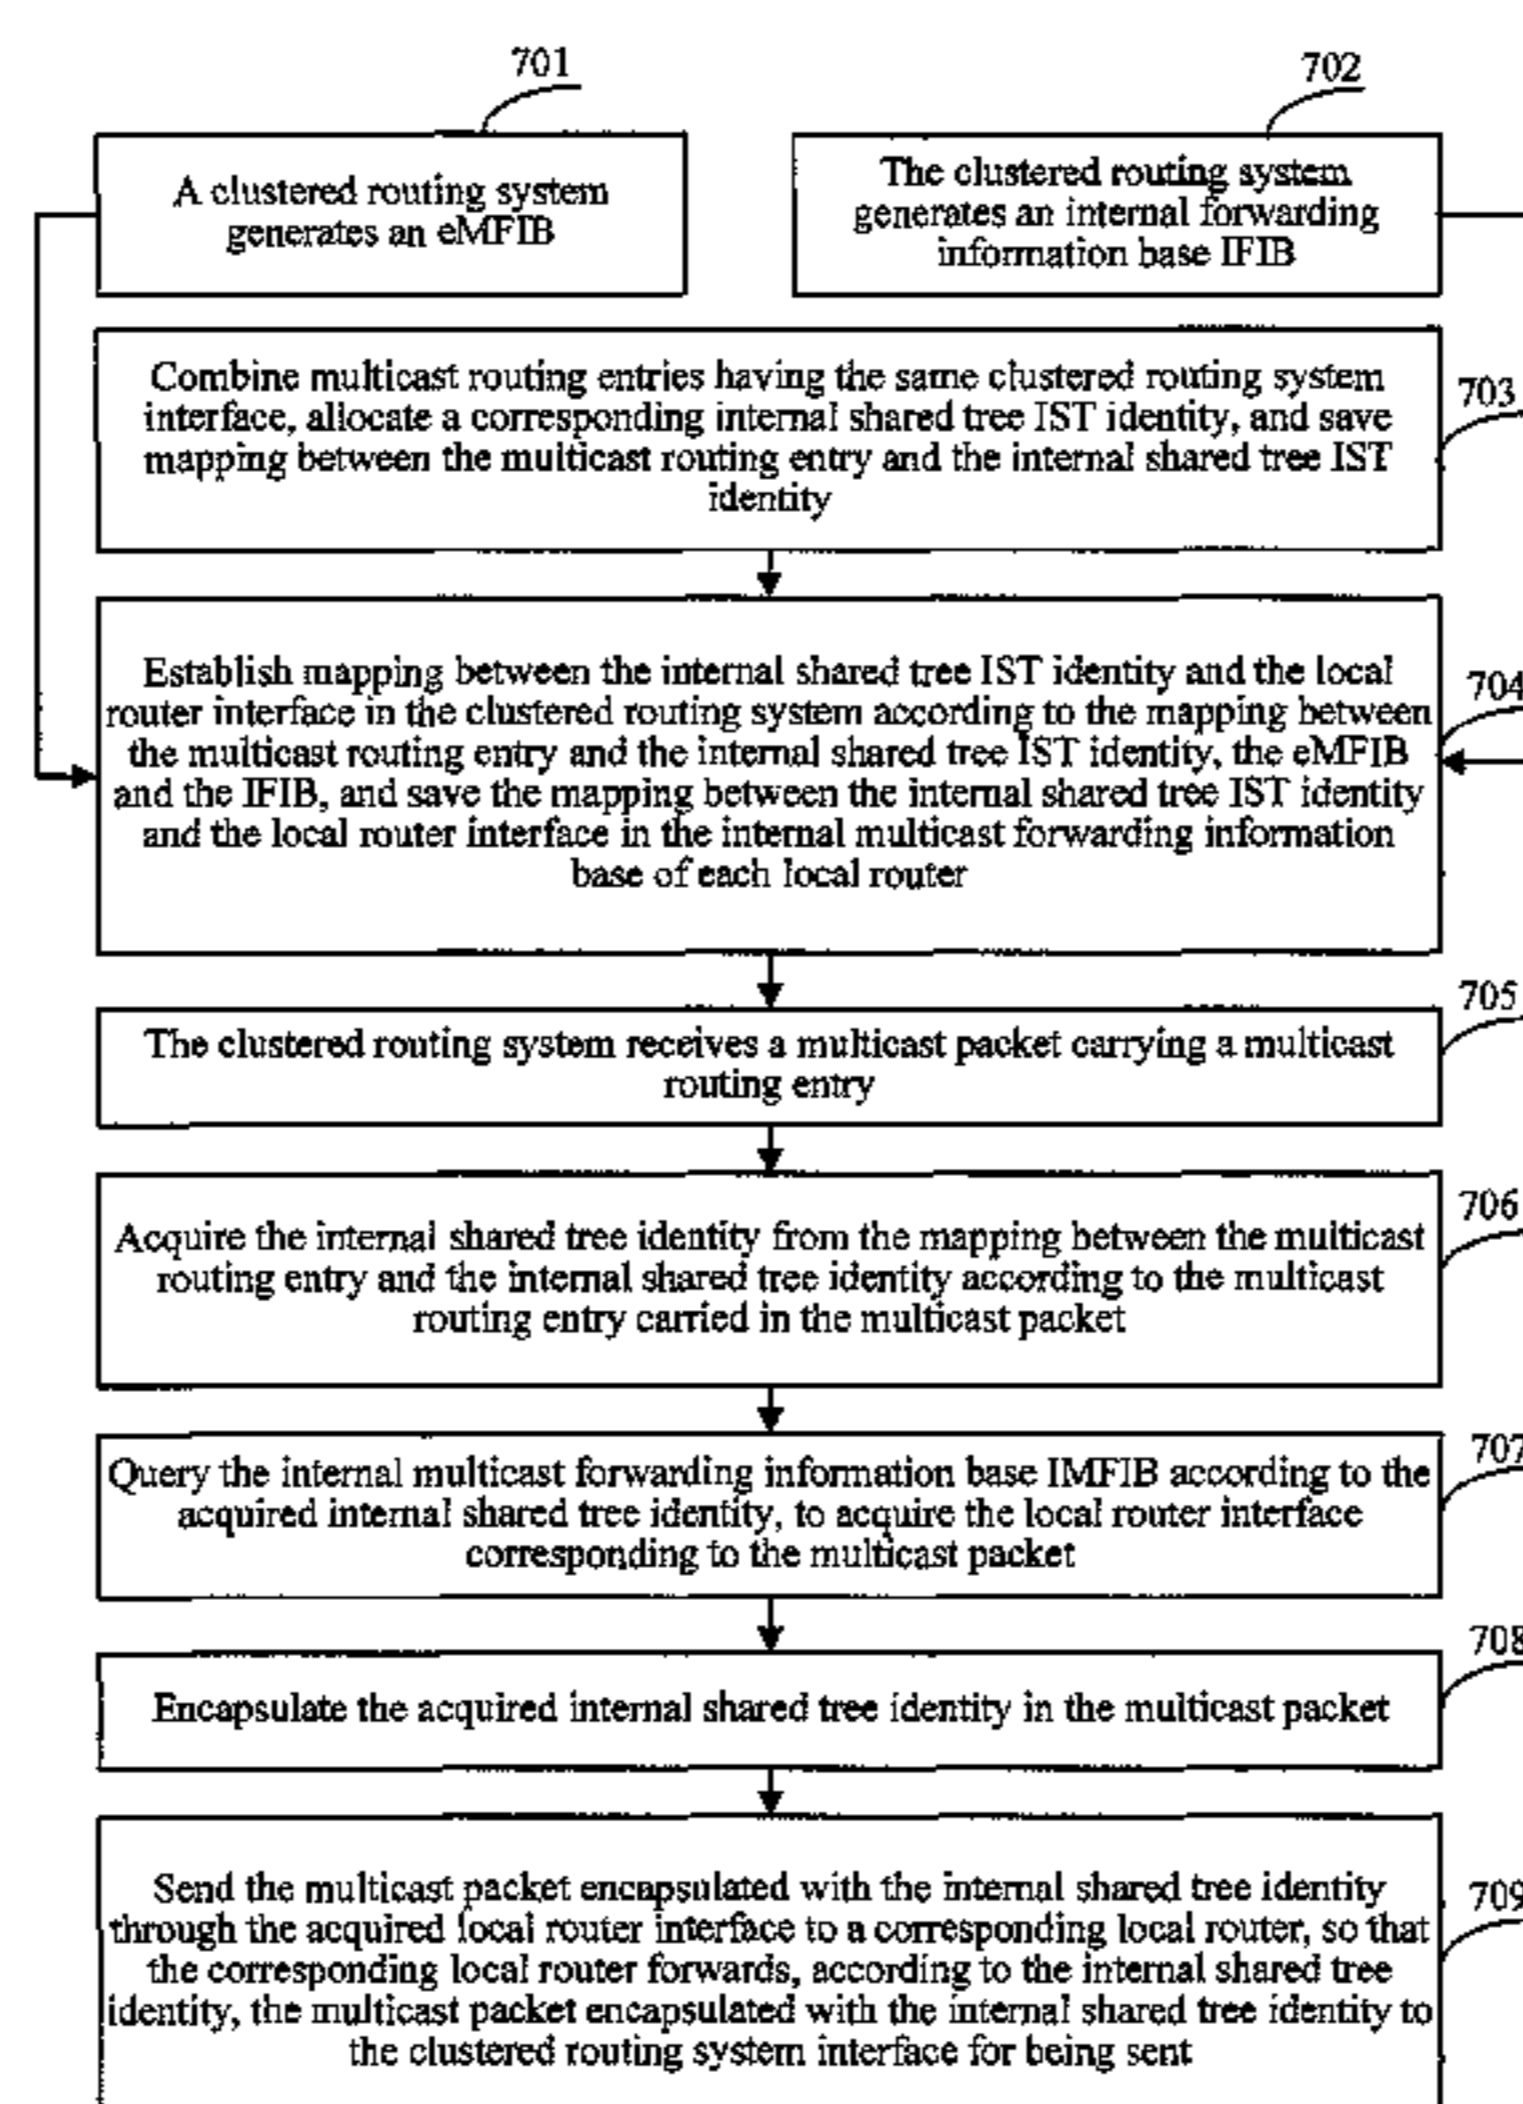 701
A clustered routing system
generates an eMFIB
702
The clustered routing system
generates an internal forwarding
information base IFIB
703
Combine multicast routing entries having the same clustered routing system
interface, allocate a corresponding internal shared tree IST identity, and save
mapping between the multicast routing entry and the internal shared tree IST
identity
704
Establish mapping between the internal shared tree IST identity and the local
router interface in the clustered routing system according to the mapping between
the multicast routing entry and the internal shared tree IST identity, the eMFIB
and the IFIB, and save the mapping between the internal shared tree IST identity
and the local router interface in the internal multicast forwarding information
base of each local router
705
The clustered routing system receives a multicast packet carrying a multicast
routing entry
706
Acquire the internal shared tree identity from the mapping between the multicast
routing entry and the internal shared tree identity according to the multicast
routing entry carried in the multicast packet
707
Query the internal multicast forwarding information base IMFIB according to the
acquired internal shared tree identity, to acquire the local router interface
corresponding to the multicast packet
708
Encapsulate the acquired internal shared tree identity in the multicast packet
709
Send the multicast packet encapsulated with the internal shared tree identity
through the acquired local router interface to a corresponding local router, so that
the corresponding local router forwards, according to the internal shared tree
identity, the multicast packet encapsulated with the internal shared tree identity to
the clustered routing system interface for being sent